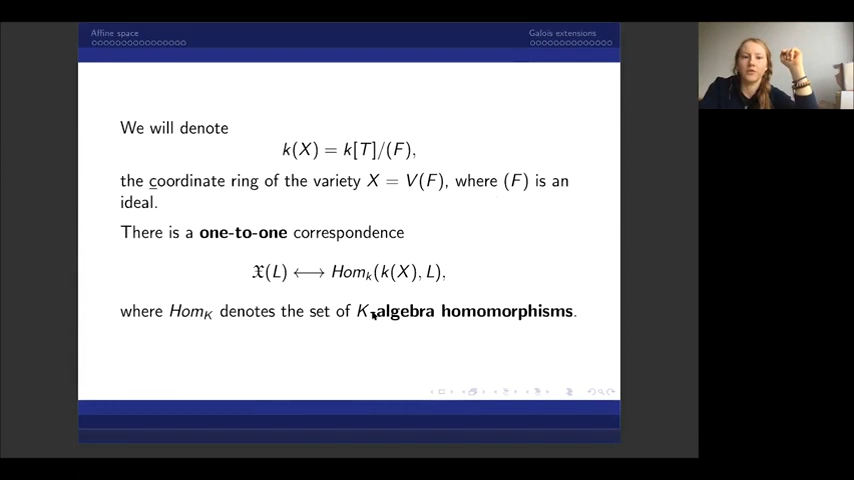 Affine space
Galois extensions
We will denote
k(X) = k[T]/(F),
the coordinate ring of the variety X = V(F), where (F) is an
ideal.
There is a one-to-one correspondence
𝔛(L) ⟷ Hom_k(k(X), L),
where Hom_K denotes the set of K-algebra homomorphisms.